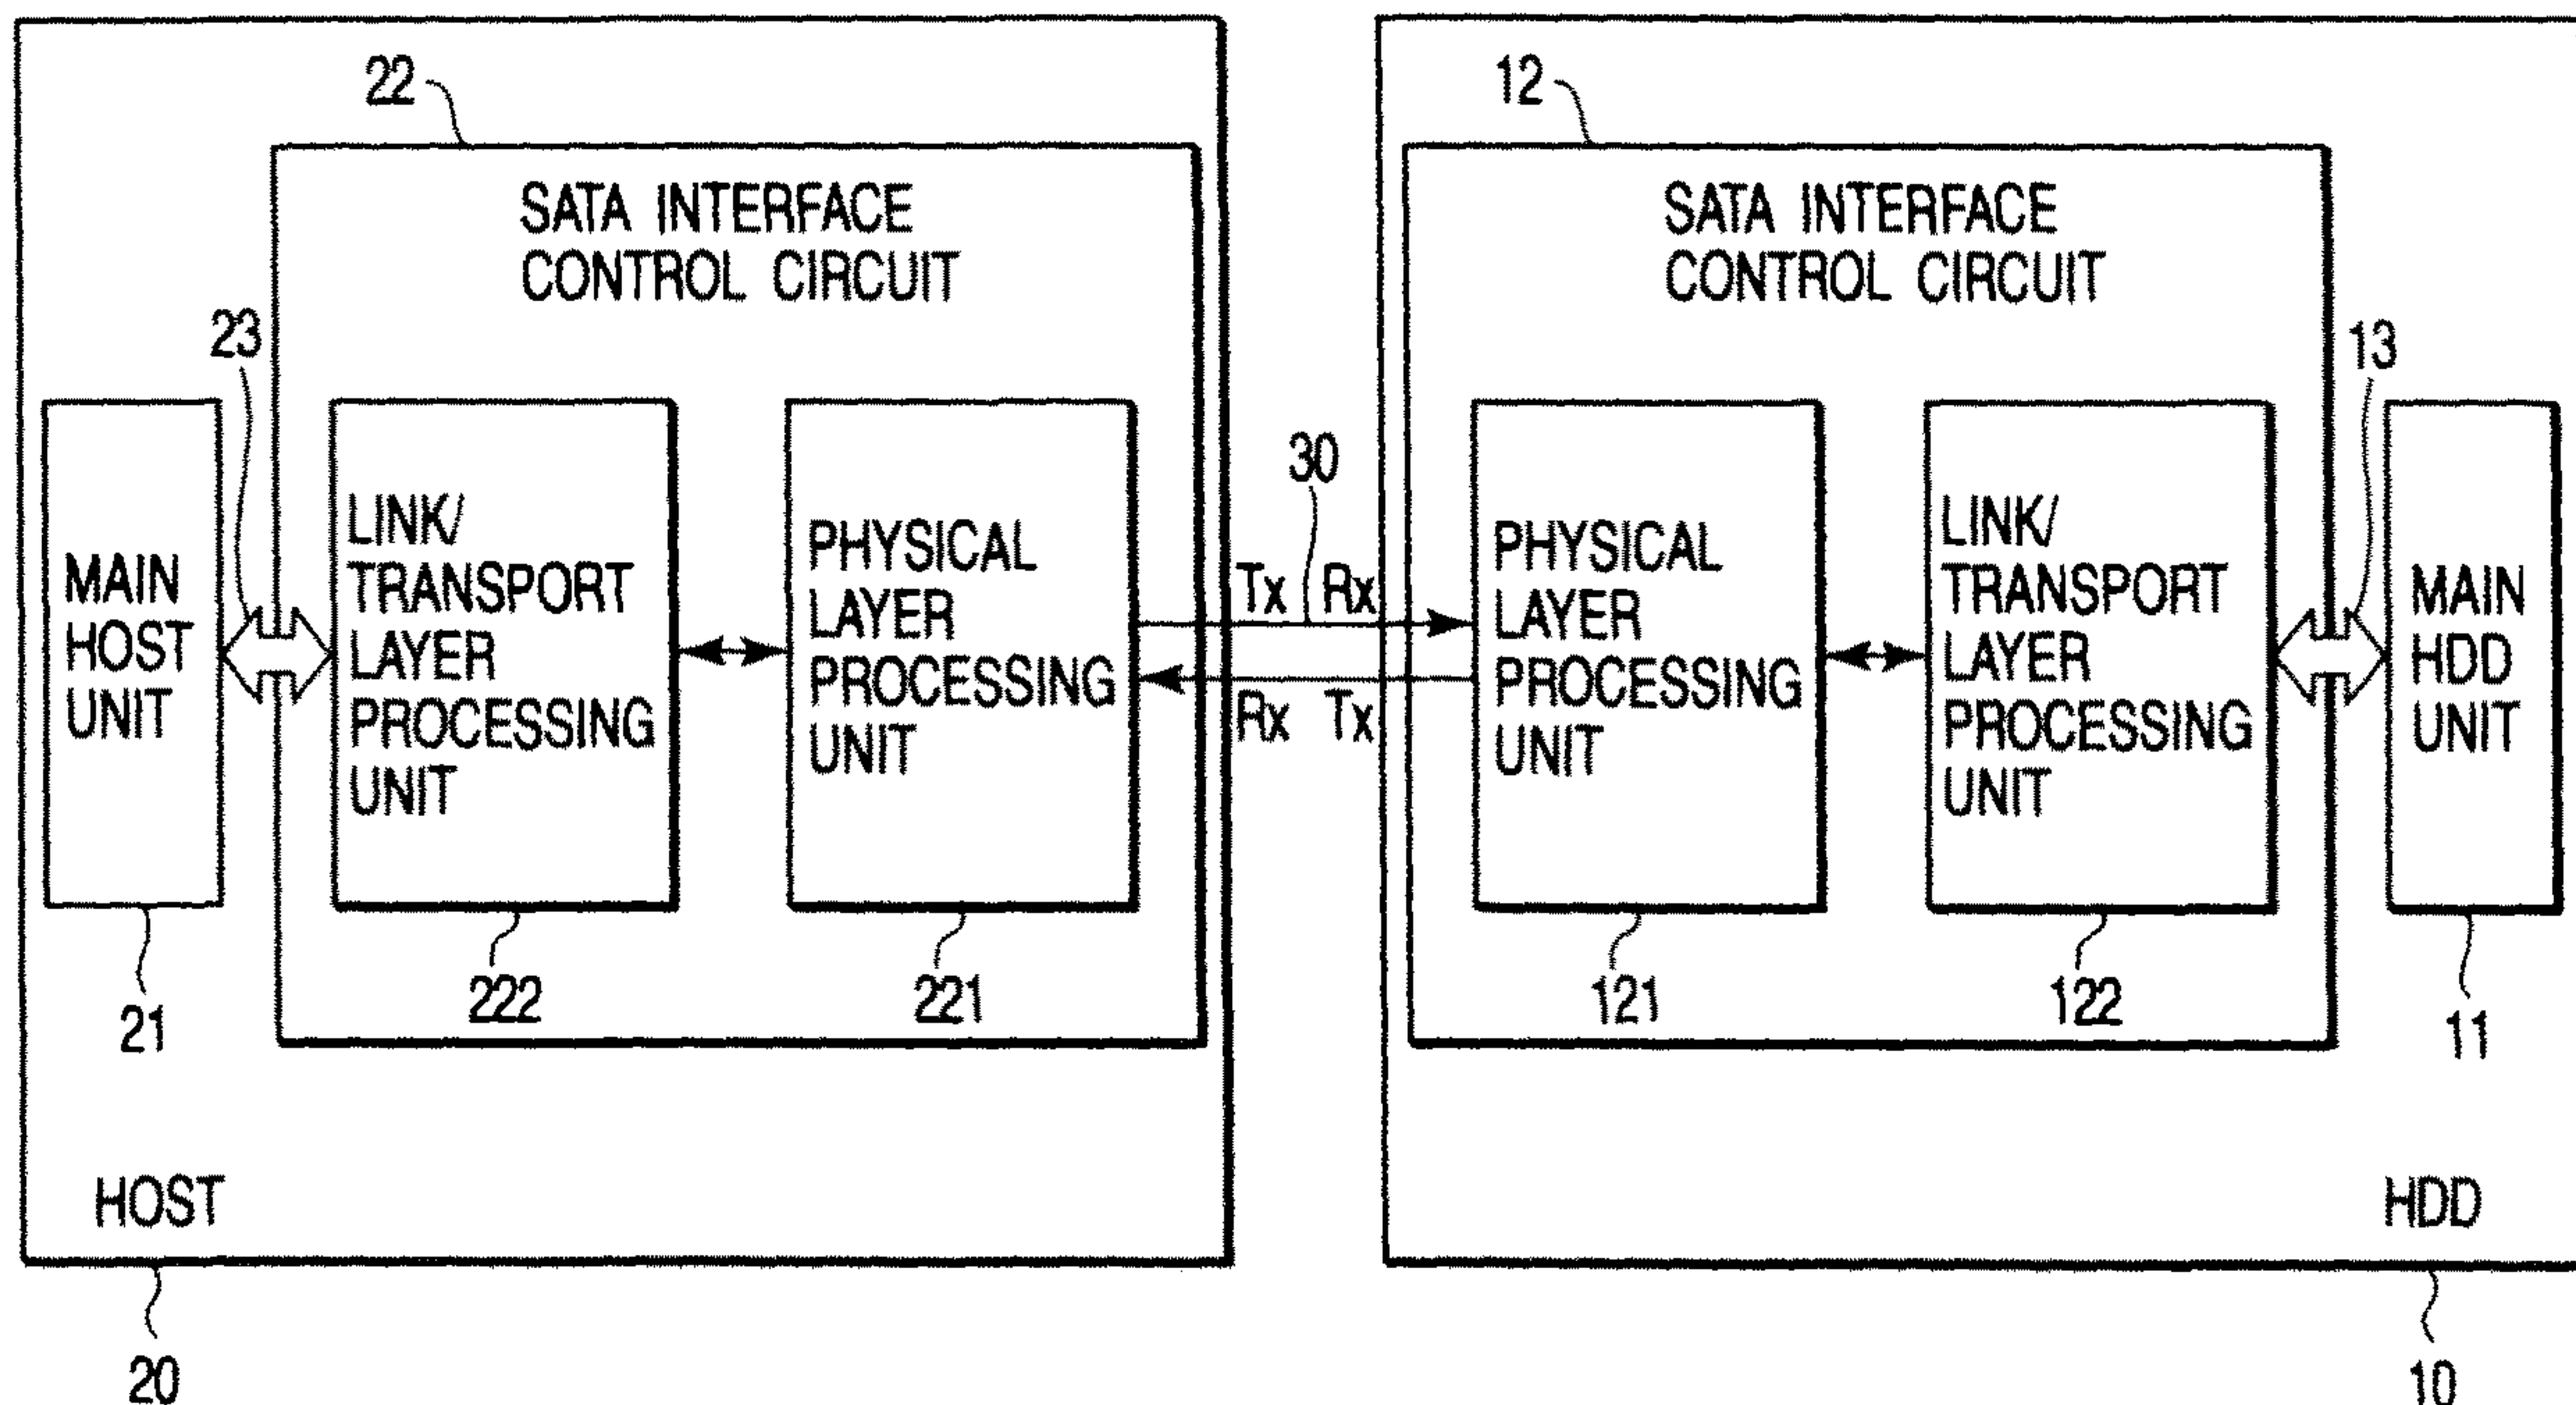 22
12
SATA INTERFACE
CONTROL CIRCUIT
SATA INTERFACE
CONTROL CIRCUIT
23
13
30
MAIN
HOST
UNIT
LINK/
TRANSPORT
LAYER
PROCESSING
UNIT
PHYSICAL
LAYER
PROCESSING
UNIT
Tx Rx
Rx Tx
PHYSICAL
LAYER
PROCESSING
UNIT
LINK/
TRANSPORT
LAYER
PROCESSING
UNIT
MAIN
HDD
UNIT
21
222
221
121
122
11
HOST
HDD
20
10